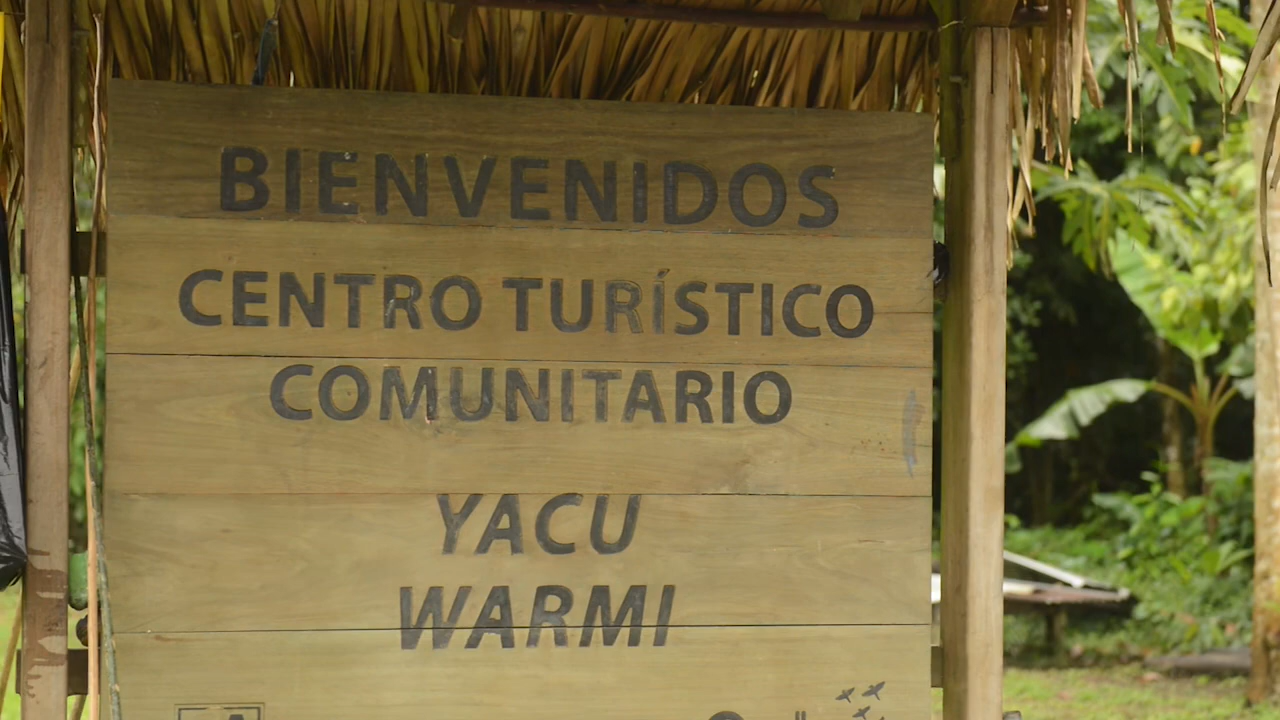 BIENVENIDOS
CENTRO TURÍSTICO
COMUNITARIO
YACU
WARMI